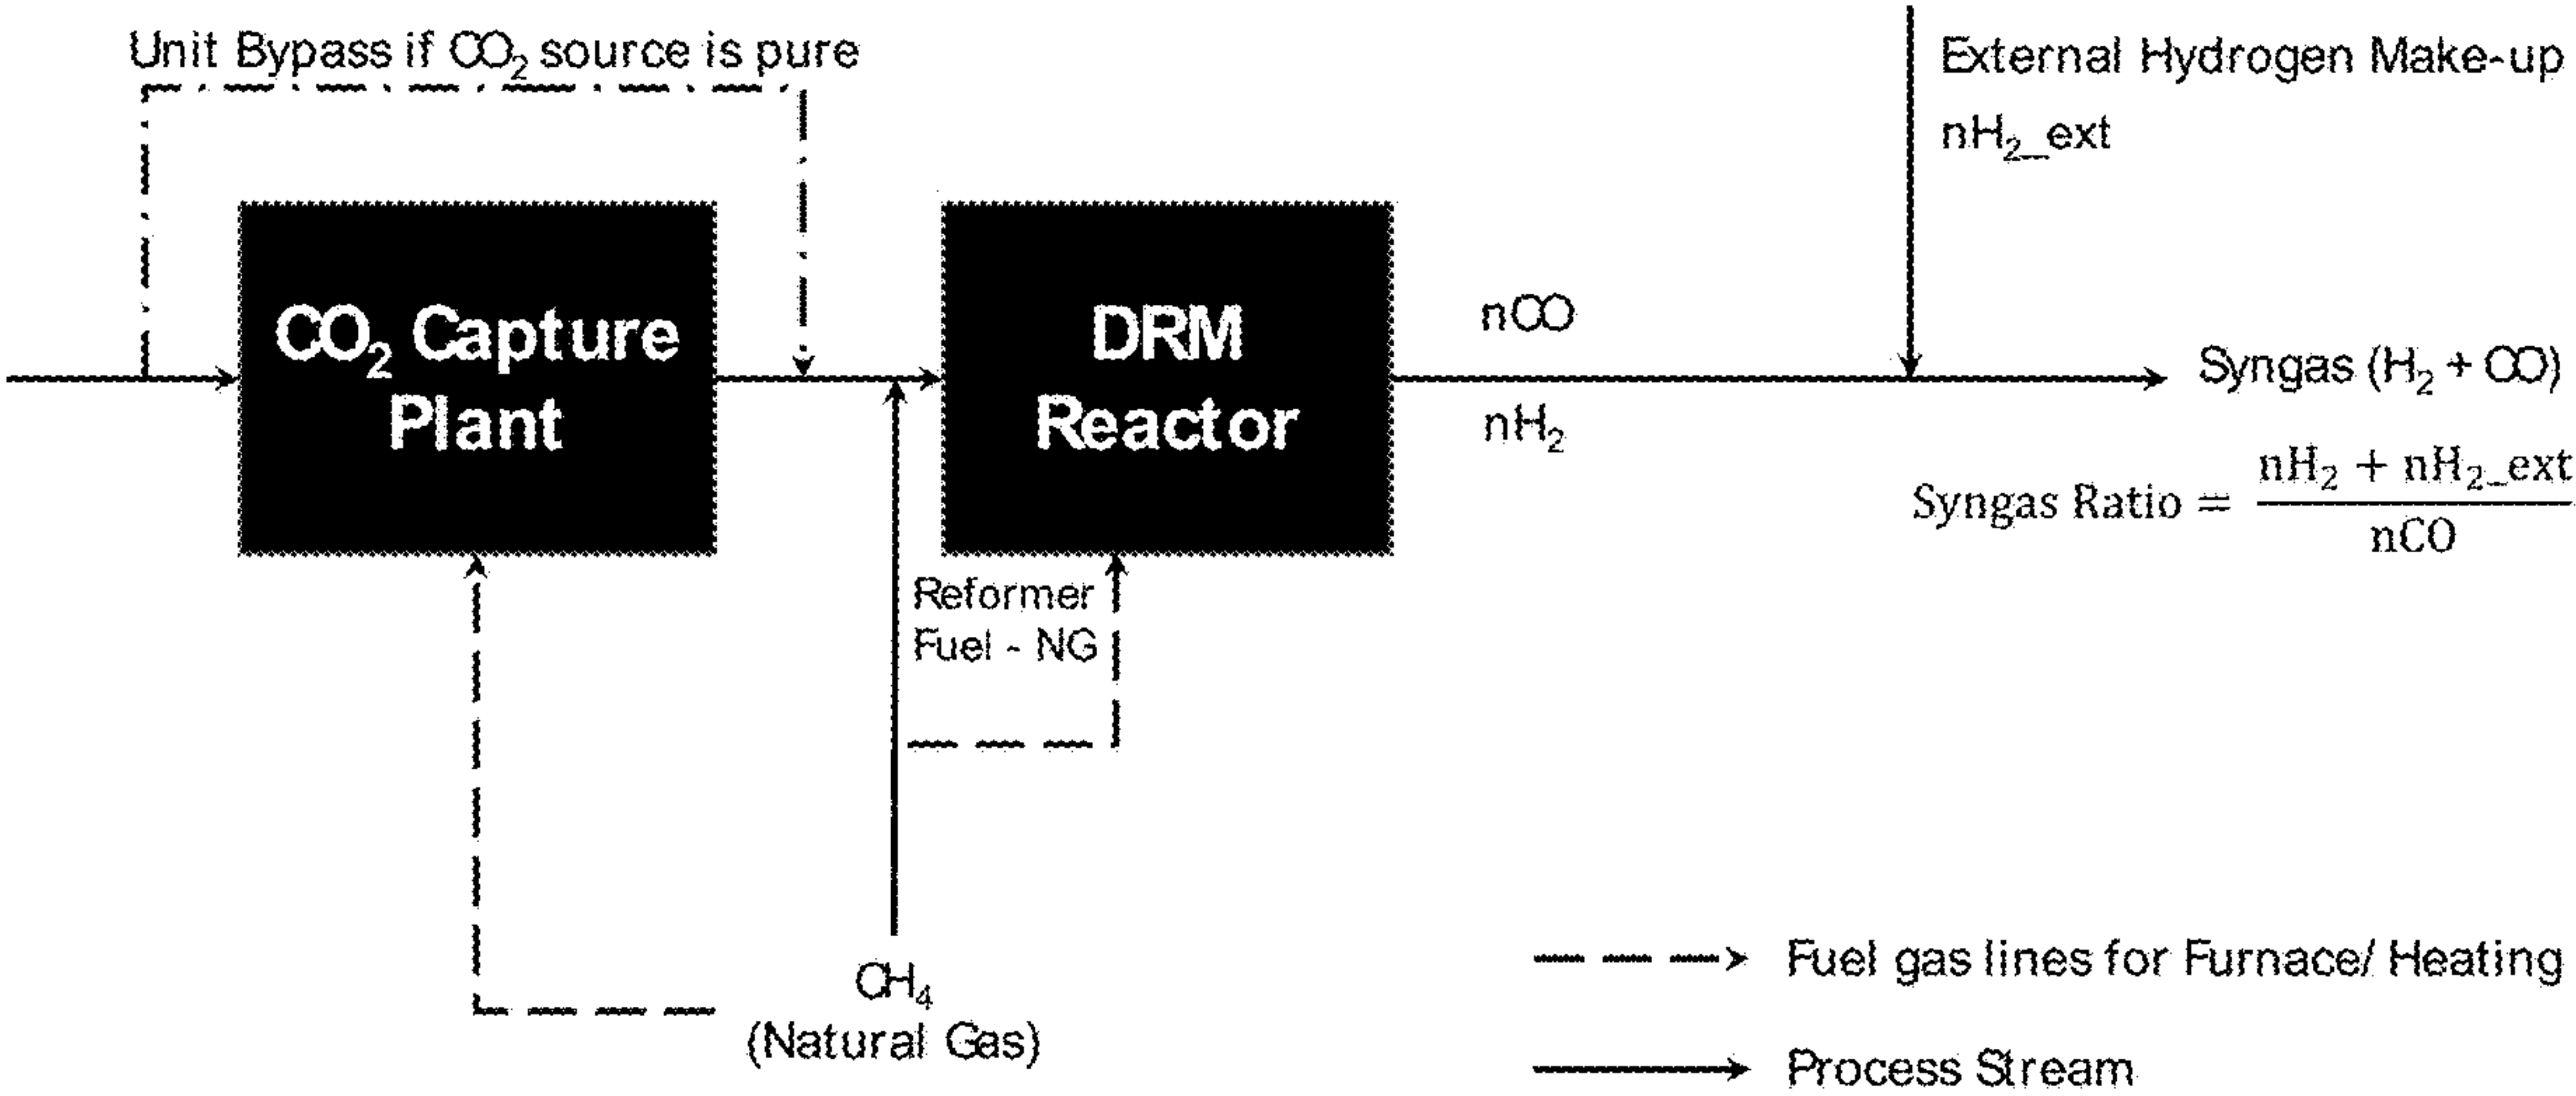 Unit Bypass if CO₂ source is pure
External Hydrogen Make-up
nH₂_ext
CO₂ Capture
Plant
DRM
Reactor
nCO
nH₂
Syngas (H₂ + CO)
Syngas Ratio = (nH₂ + nH₂_ext) / nCO
Reformer
Fuel - NG
CH₄
(Natural Gas)
Fuel gas lines for Furnace/ Heating
Process Stream